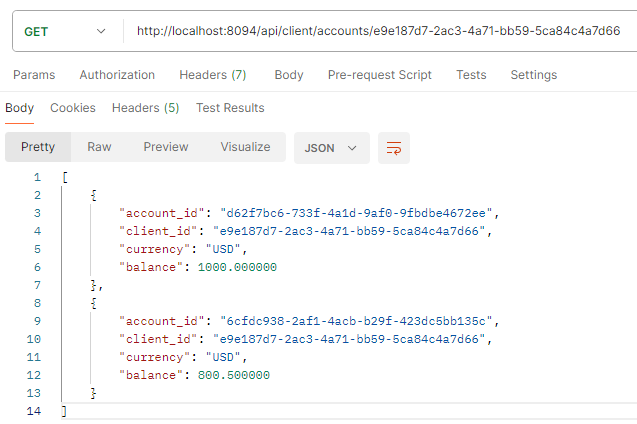 GET http://localhost:8094/api/client/accounts/e9e187d7-2ac3-4a71-bb59-5ca84c4a7d66
Params Authorization Headers (7) Body Pre-request Script Tests Settings
Body Cookies Headers (5) Test Results
Pretty Raw Preview Visualize JSON
1 [
2 {
3 "account_id": "d62f7bc6-733f-4a1d-9af0-9fbdbe4672ee",
4 "client_id": "e9e187d7-2ac3-4a71-bb59-5ca84c4a7d66",
5 "currency": "USD",
6 "balance": 1000.000000
7 },
8 {
9 "account_id": "6cfdc938-2af1-4acb-b29f-423dc5bb135c",
10 "client_id": "e9e187d7-2ac3-4a71-bb59-5ca84c4a7d66",
11 "currency": "USD",
12 "balance": 800.500000
13 }
14 ]